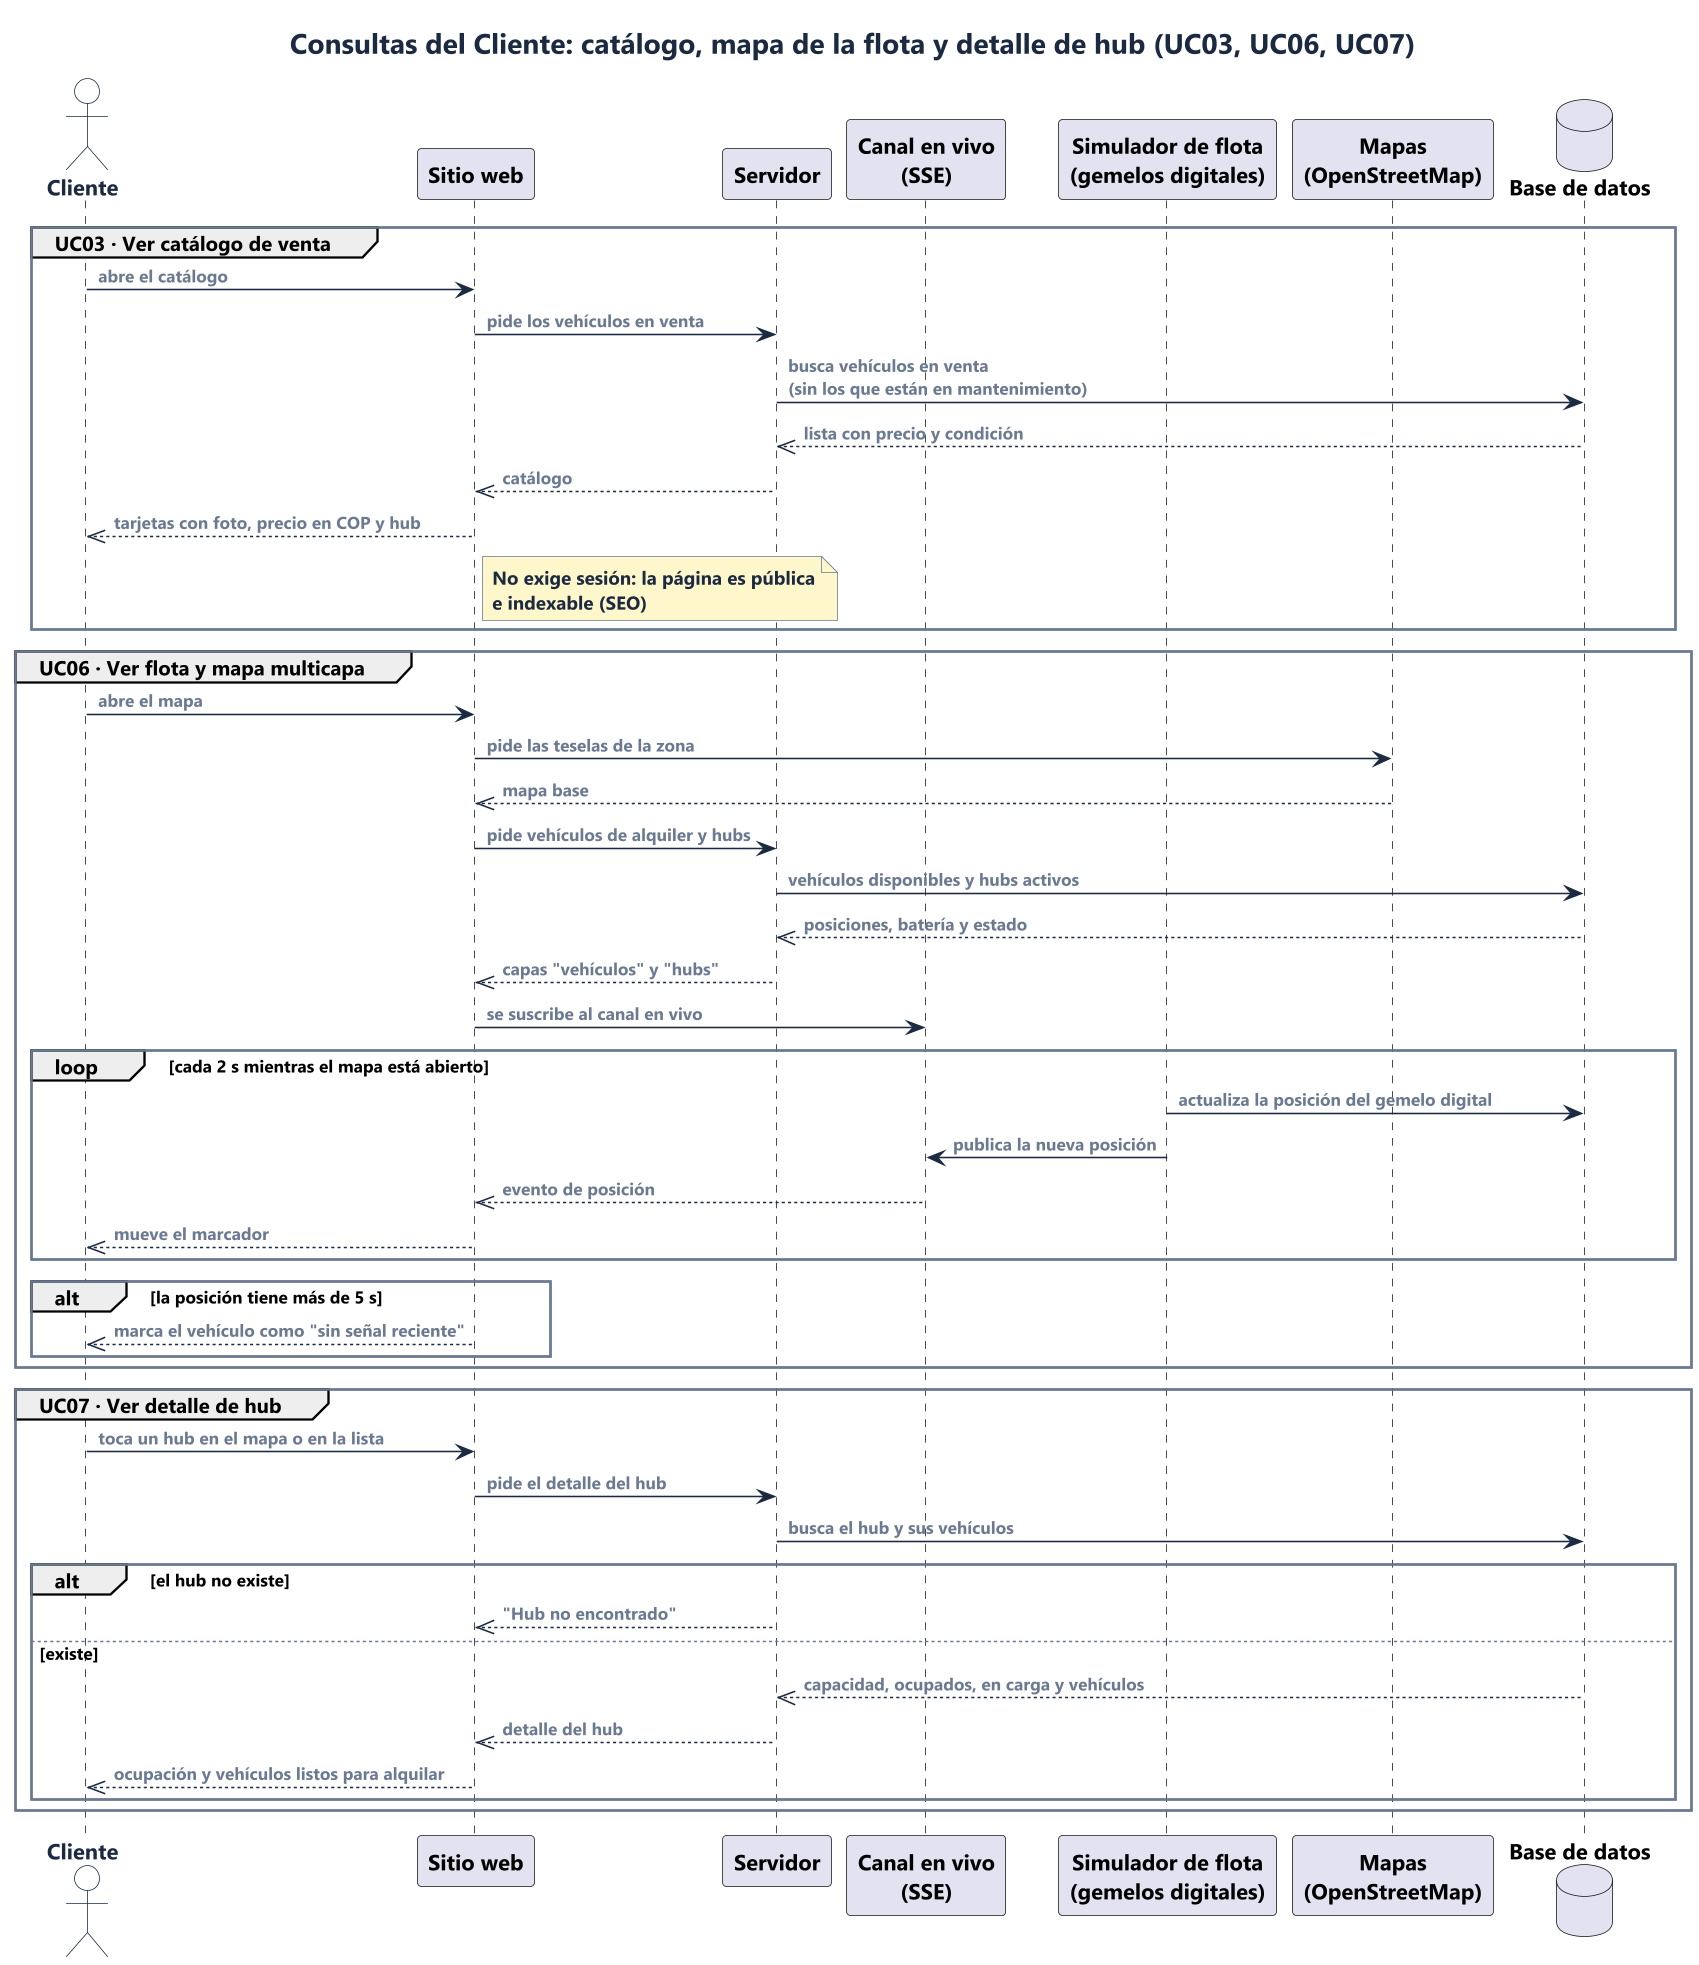 Consultas del Cliente: catálogo, mapa de la flota y detalle de hub (UC03, UC06, UC07)
Cliente
Sitio web
Servidor
Canal en vivo
(SSE)
Simulador de flota
(gemelos digitales)
Mapas
(OpenStreetMap)
Base de datos
UC03 · Ver catálogo de venta
abre el catálogo
pide los vehículos en venta
busca vehículos en venta
(sin los que están en mantenimiento)
lista con precio y condición
catálogo
tarjetas con foto, precio en COP y hub
No exige sesión: la página es pública
e indexable (SEO)
UC06 · Ver flota y mapa multicapa
abre el mapa
pide las teselas de la zona
mapa base
pide vehículos de alquiler y hubs
vehículos disponibles y hubs activos
posiciones, batería y estado
capas "vehículos" y "hubs"
se suscribe al canal en vivo
loop [cada 2 s mientras el mapa está abierto]
actualiza la posición del gemelo digital
publica la nueva posición
evento de posición
mueve el marcador
alt [la posición tiene más de 5 s]
marca el vehículo como "sin señal reciente"
UC07 · Ver detalle de hub
toca un hub en el mapa o en la lista
pide el detalle del hub
busca el hub y sus vehículos
alt [el hub no existe]
"Hub no encontrado"
[existe]
capacidad, ocupados, en carga y vehículos
detalle del hub
ocupación y vehículos listos para alquilar
Cliente
Sitio web
Servidor
Canal en vivo
(SSE)
Simulador de flota
(gemelos digitales)
Mapas
(OpenStreetMap)
Base de datos